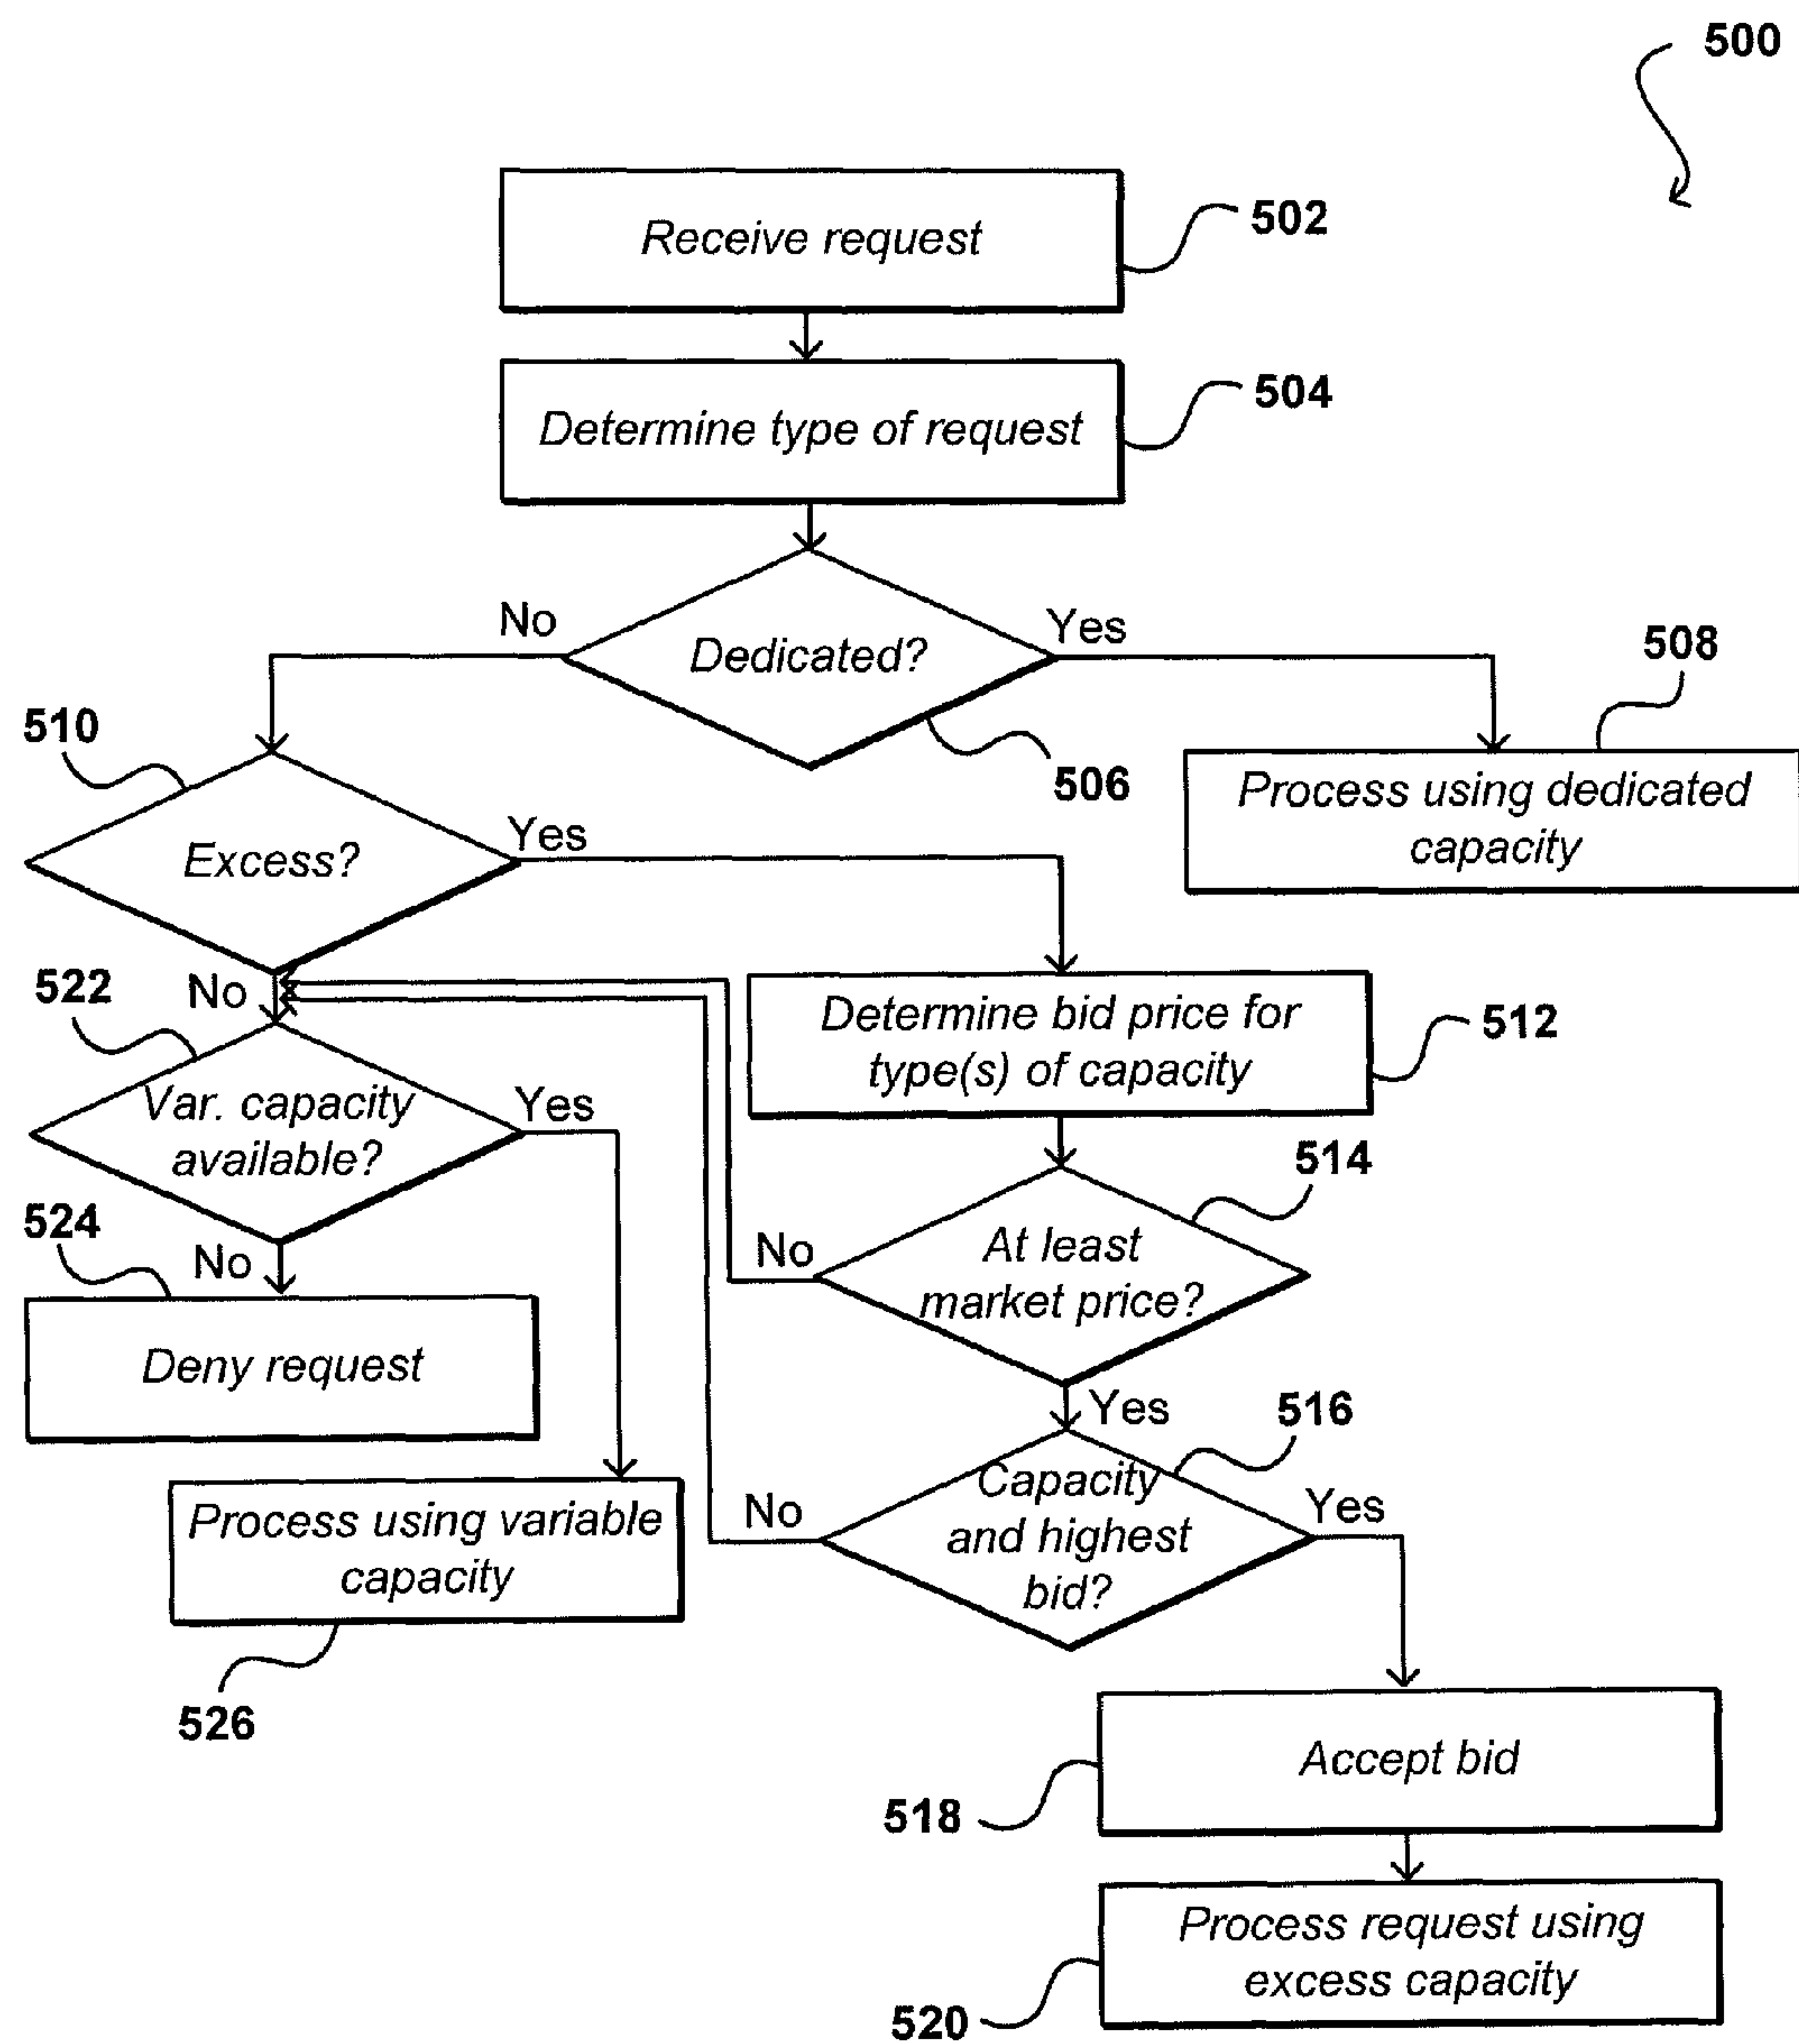 500
Receive request
502
Determine type of request
504
No
Yes
Dedicated?
506
508
Process using dedicated
capacity
510
Excess?
Yes
No
522
Determine bid price for
type(s) of capacity
512
Var. capacity
available?
Yes
514
At least
market price?
No
524
No
Deny request
Yes
516
Capacity
and highest
bid?
No
Yes
Process using variable
capacity
526
Accept bid
518
Process request using
excess capacity
520